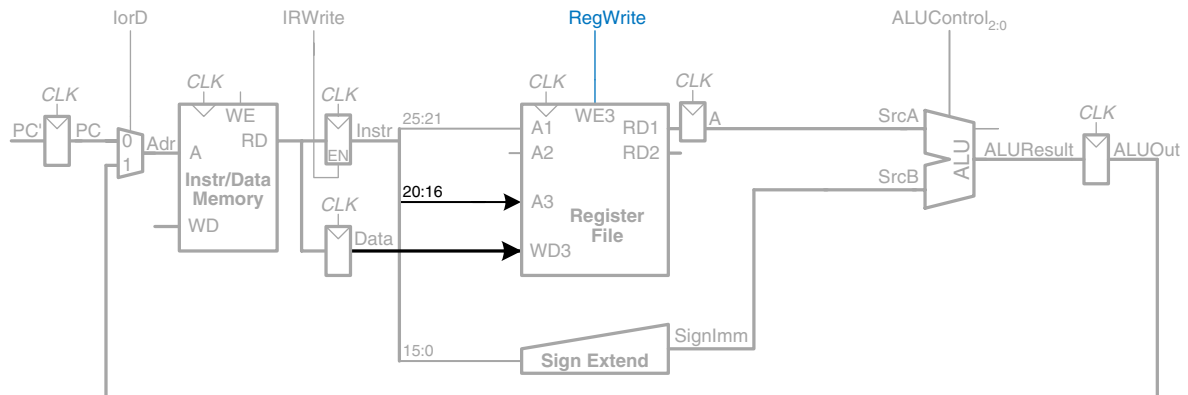 IorD IRWrite RegWrite ALUControl2:0
CLK CLK CLK CLK CLK CLK
PC' PC 0 1 Adr
WE
A RD
Instr/Data
Memory
WD
Instr
EN
CLK
Data
25:21
20:16
15:0
A1 WE3 RD1
A2 RD2
A3
Register
File
WD3
A
SignImm
Sign Extend
SrcA
SrcB
ALU
ALUResult ALUOut